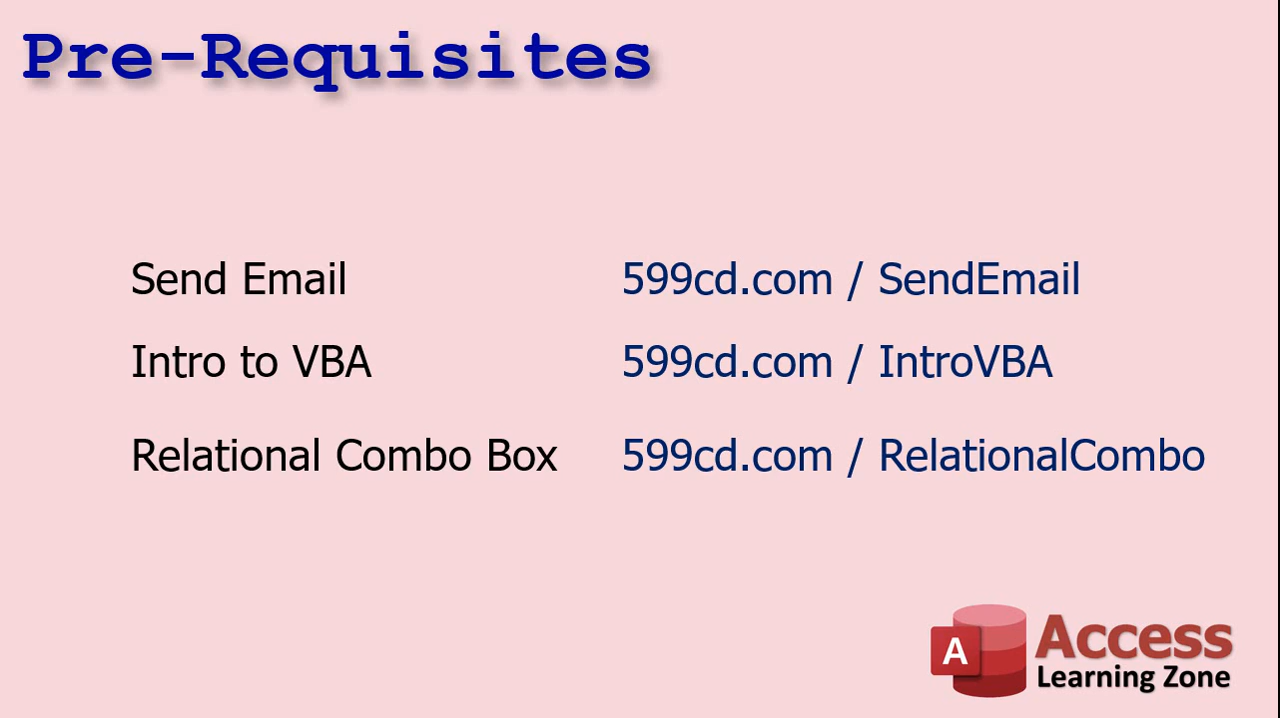 Pre-Requisites
Send Email 599cd.com / SendEmail
Intro to VBA 599cd.com / IntroVBA
Relational Combo Box 599cd.com / RelationalCombo
A Access
Learning Zone